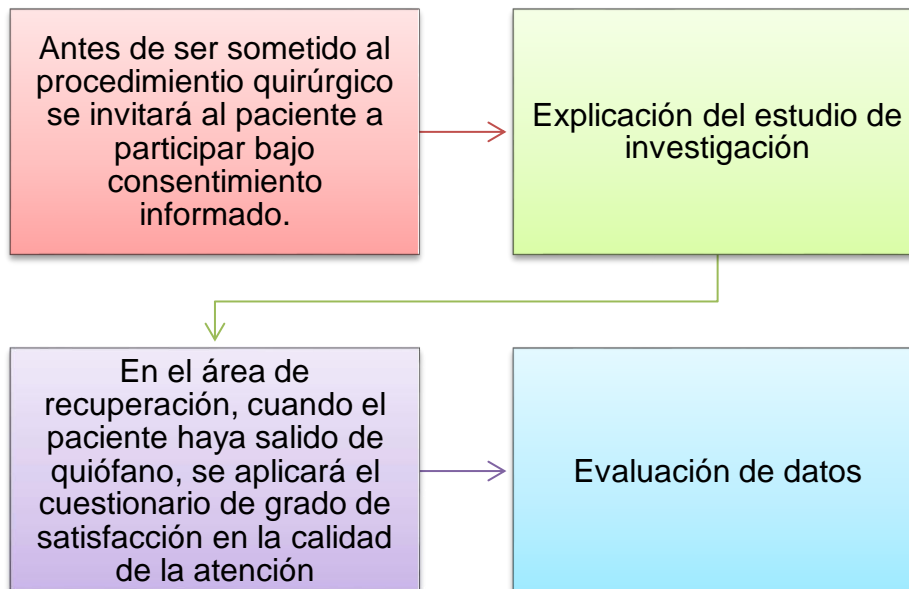 Antes de ser sometido al
procedimientio quirúrgico
se invitará al paciente a
participar bajo
consentimiento
informado.
Explicación del estudio de
investigación
En el área de
recuperación, cuando el
paciente haya salido de
quiófano, se aplicará el
cuestionario de grado de
satisfacción en la calidad
de la atención
Evaluación de datos